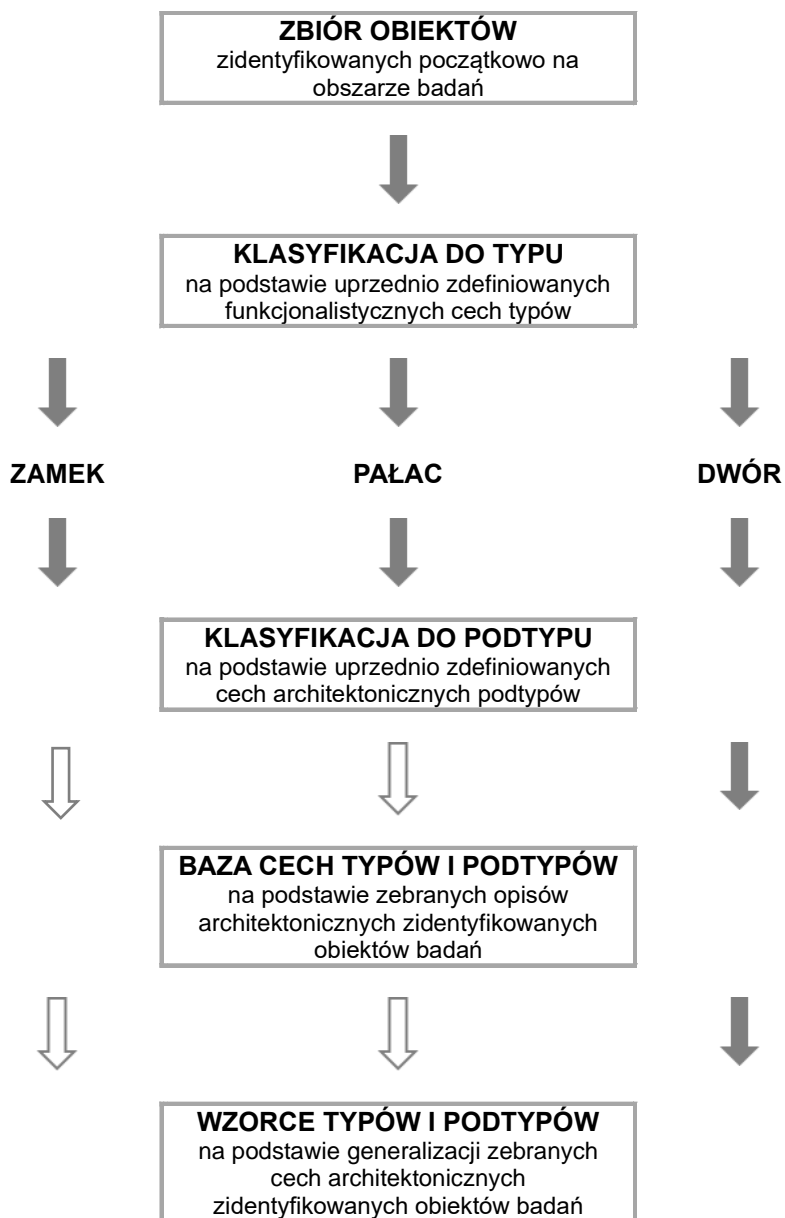 ZBIÓR OBIEKTÓW
zidentyfikowanych początkowo na
obszarze badań
KLASYFIKACJA DO TYPU
na podstawie uprzednio zdefiniowanych
funkcjonalistycznych cech typów
ZAMEK
PAŁAC
DWÓR
KLASYFIKACJA DO PODTYPU
na podstawie uprzednio zdefiniowanych
cech architektonicznych podtypów
BAZA CECH TYPÓW I PODTYPÓW
na podstawie zebranych opisów
architektonicznych zidentyfikowanych
obiektów badań
WZORCE TYPÓW I PODTYPÓW
na podstawie generalizacji zebranych
cech architektonicznych
zidentyfikowanych obiektów badań